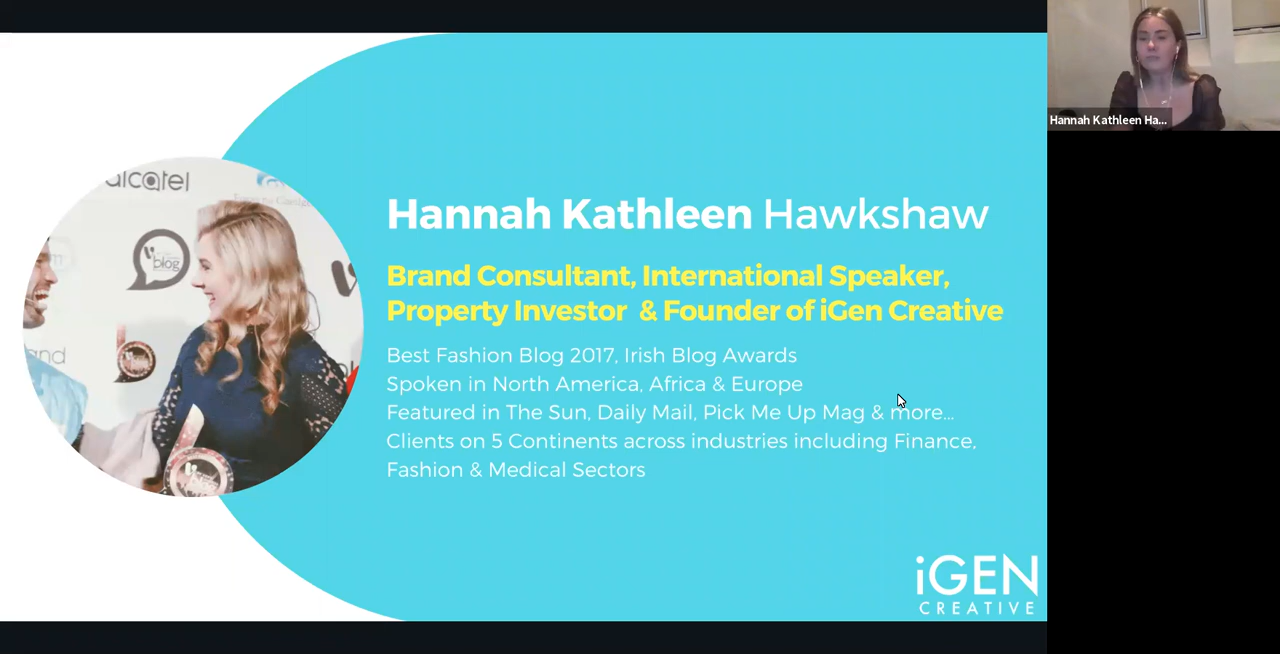 Hannah Kathleen Hawkshaw
Brand Consultant, International Speaker,
Property Investor & Founder of iGen Creative
Best Fashion Blog 2017, Irish Blog Awards
Spoken in North America, Africa & Europe
Featured in The Sun, Daily Mail, Pick Me Up Mag & more...
Clients on 5 Continents across industries including Finance,
Fashion & Medical Sectors
iGEN
CREATIVE
Hannah Kathleen Ha...
alcatel
blog